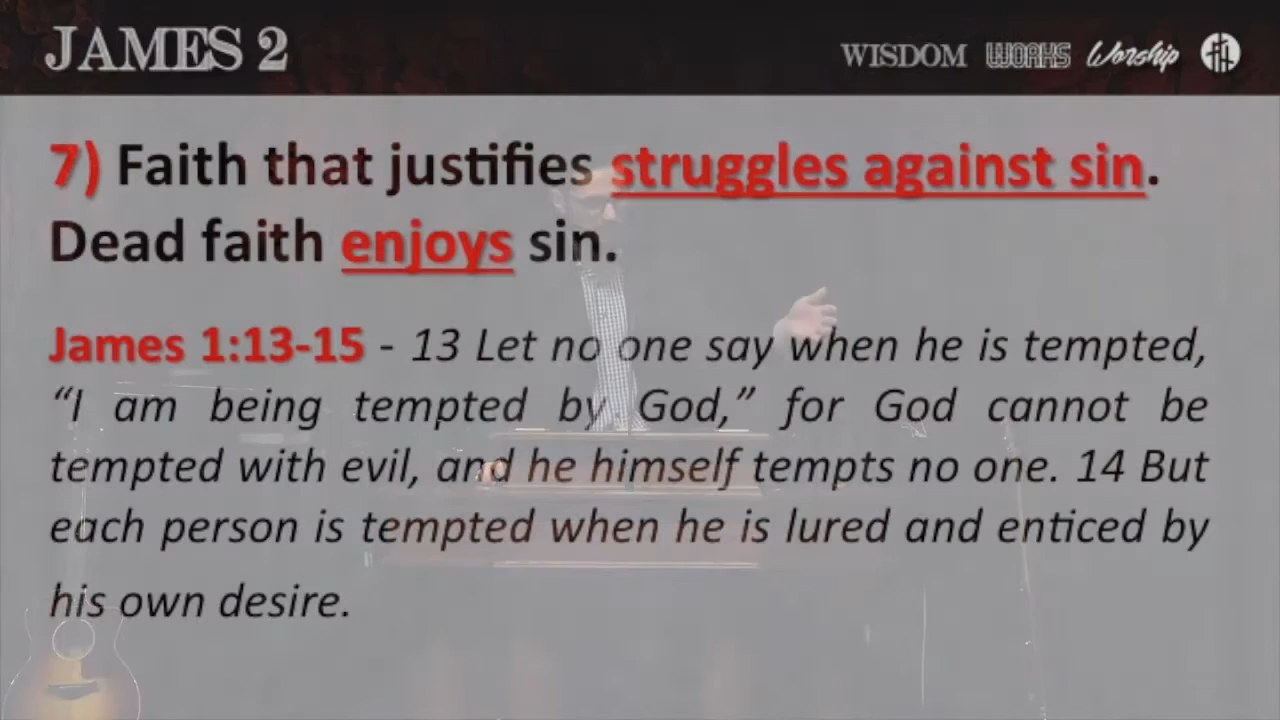 JAMES 2
WISDOM WORKS Worship
7) Faith that justifies struggles against sin.
Dead faith enjoys sin.
James 1:13-15 - 13 Let no one say when he is tempted,
“I am being tempted by God,” for God cannot be
tempted with evil, and he himself tempts no one. 14 But
each person is tempted when he is lured and enticed by
his own desire.